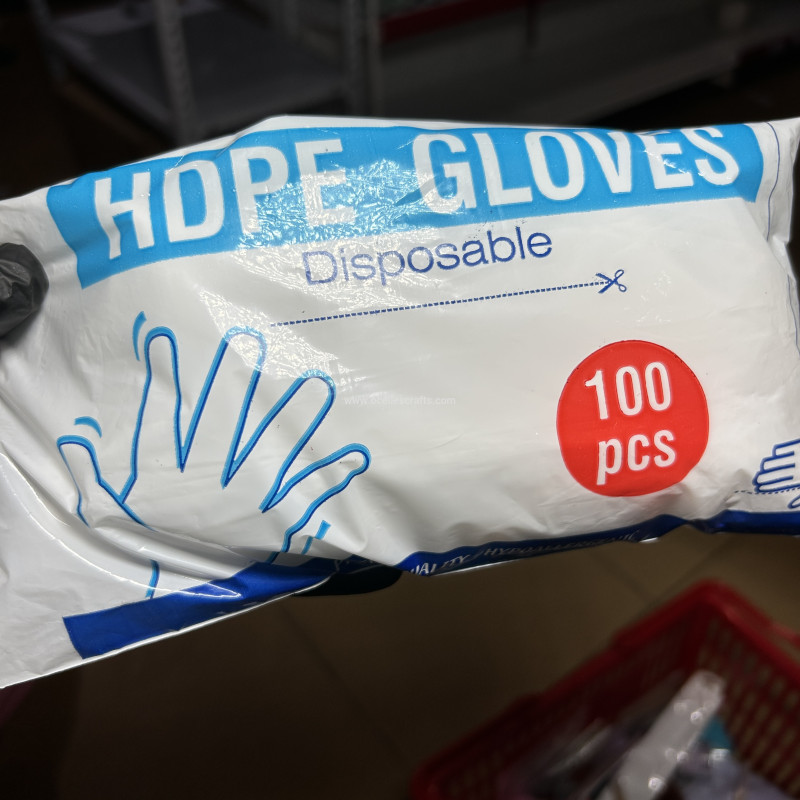 HDPE GLOVES
Disposable
100
pcs